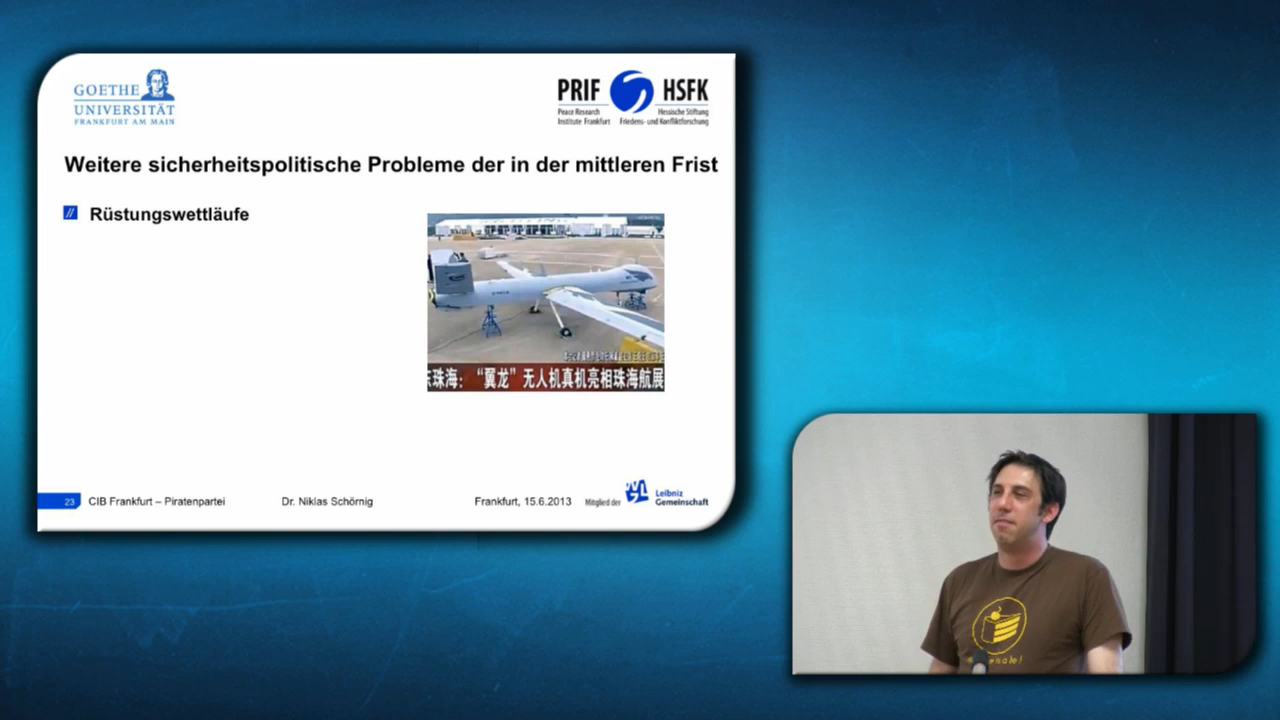 GOETHE
UNIVERSITÄT
FRANKFURT AM MAIN
PRIF HSFK
Peace Research Hessische Stiftung
Institute Frankfurt Friedens- und Konfliktforschung
Weitere sicherheitspolitische Probleme der in der mittleren Frist
// Rüstungswettläufe
珠海：“翼龙”无人机真机亮相珠海航展
23 CIB Frankfurt – Piratenpartei Dr. Niklas Schörnig Frankfurt, 15.6.2013 Mitglied der Leibniz
Gemeinschaft